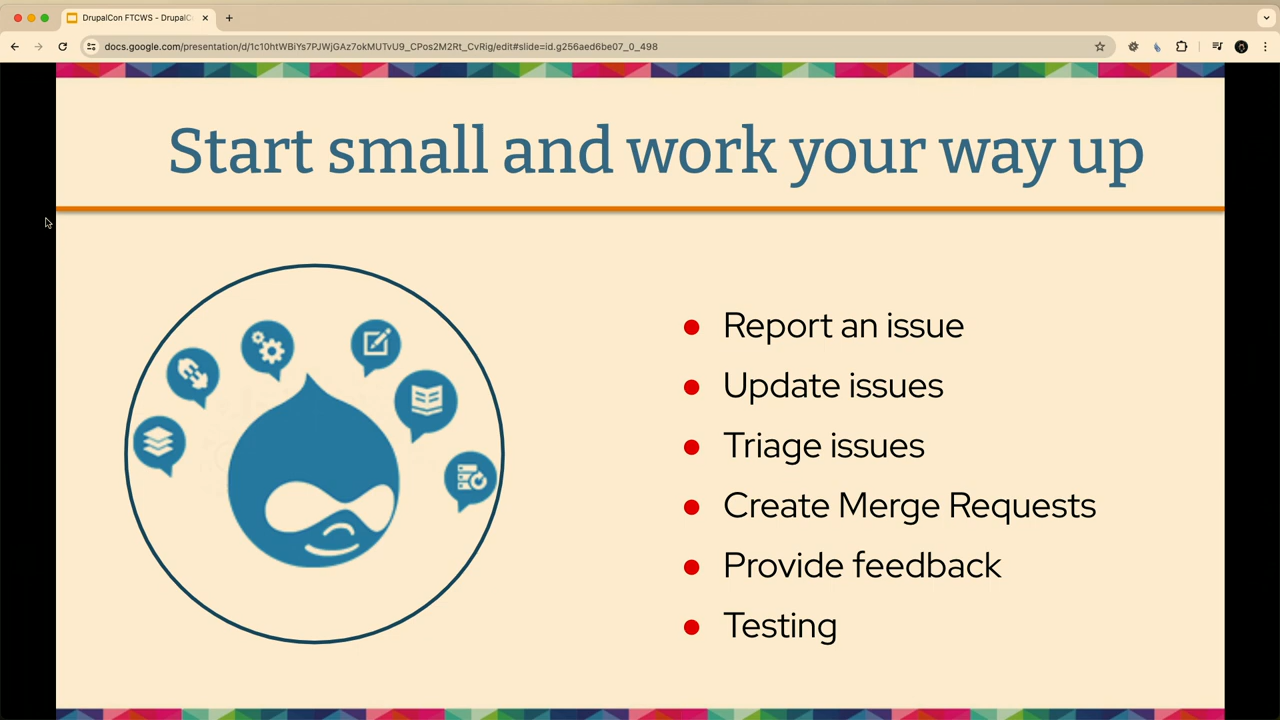 DrupalCon FTCWS - DrupalC
docs.google.com/presentation/d/1c10htWBiYs7PJWjGAz7okMUTvU9_CPos2M2Rt_CvRig/edit#slide=id.g256aed6be07_0_498
Start small and work your way up
Report an issue
Update issues
Triage issues
Create Merge Requests
Provide feedback
Testing